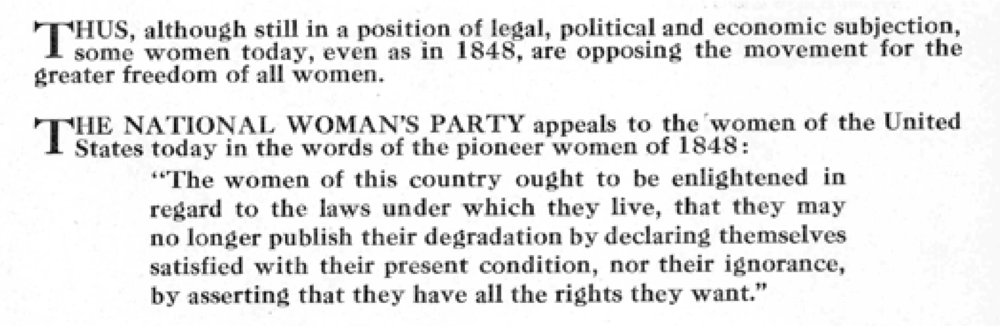 THUS, although still in a position of legal, political and economic subjection,
some women today, even as in 1848, are opposing the movement for the
greater freedom of all women.
THE NATIONAL WOMAN'S PARTY appeals to the women of the United
States today in the words of the pioneer women of 1848:
"The women of this country ought to be enlightened in
regard to the laws under which they live, that they may
no longer publish their degradation by declaring themselves
satisfied with their present condition, nor their ignorance,
by asserting that they have all the rights they want."